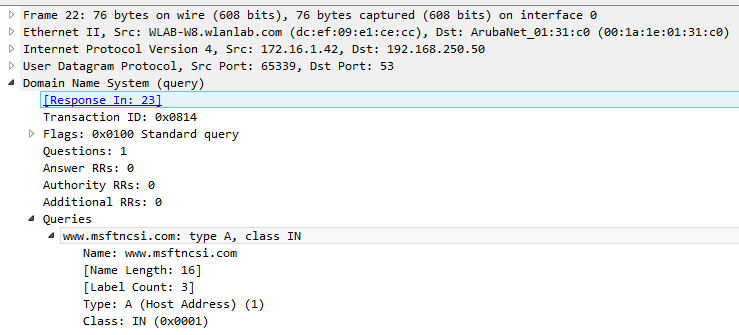 Frame 22: 76 bytes on wire (608 bits), 76 bytes captured (608 bits) on interface 0
Ethernet II, Src: WLAB-W8.wlanlab.com (dc:ef:09:e1:ce:cc), Dst: ArubaNet_01:31:c0 (00:1a:1e:01:31:c0)
Internet Protocol Version 4, Src: 172.16.1.42, Dst: 192.168.250.50
User Datagram Protocol, Src Port: 65339, Dst Port: 53
Domain Name System (query)
[Response In: 23]
Transaction ID: 0x0814
Flags: 0x0100 Standard query
Questions: 1
Answer RRs: 0
Authority RRs: 0
Additional RRs: 0
Queries
www.msftncsi.com: type A, class IN
Name: www.msftncsi.com
[Name Length: 16]
[Label Count: 3]
Type: A (Host Address) (1)
Class: IN (0x0001)